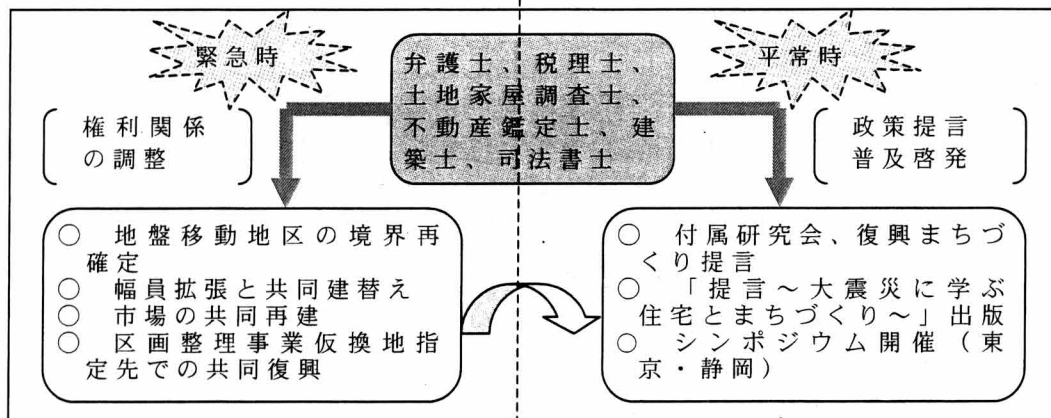 緊急時
弁護士、税理士、
土地家屋調査士、
不動産鑑定士、建
築士、司法書士
平常時
権利関係
の調整
政策提言
普及啓発
○ 地盤移動地区の境界再
確定
○ 幅員拡張と共同建替え
○ 市場の共同再建
○ 区画整理事業仮換地指
定先での共同復興
○ 付属研究会、復興まちづ
くり提言
○ 「提言~大震災に学ぶ
住宅とまちづくり~」出版
○ シンポジウム開催(東
京・静岡)